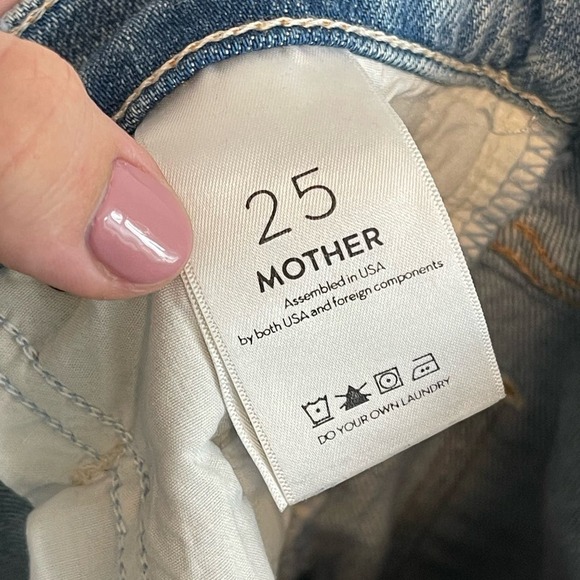 25
MOTHER
Assembled in USA
by both USA and foreign components
DO YOUR OWN LAUNDRY